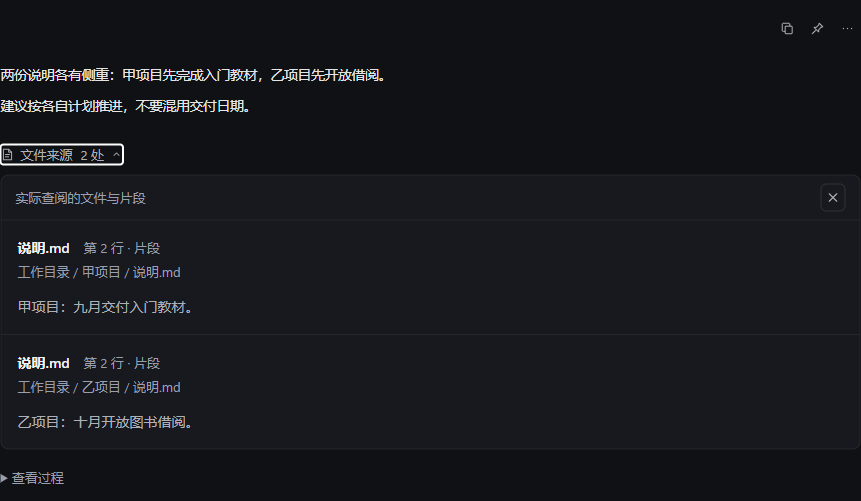 两份说明各有侧重：甲项目先完成入门教材，乙项目先开放借阅。
建议按各自计划推进，不要混用交付日期。
文件来源 2 处
实际查阅的文件与片段
说明.md 第 2 行 · 片段
工作目录 / 甲项目 / 说明.md
甲项目：九月交付入门教材。
说明.md 第 2 行 · 片段
工作目录 / 乙项目 / 说明.md
乙项目：十月开放图书借阅。
查看过程